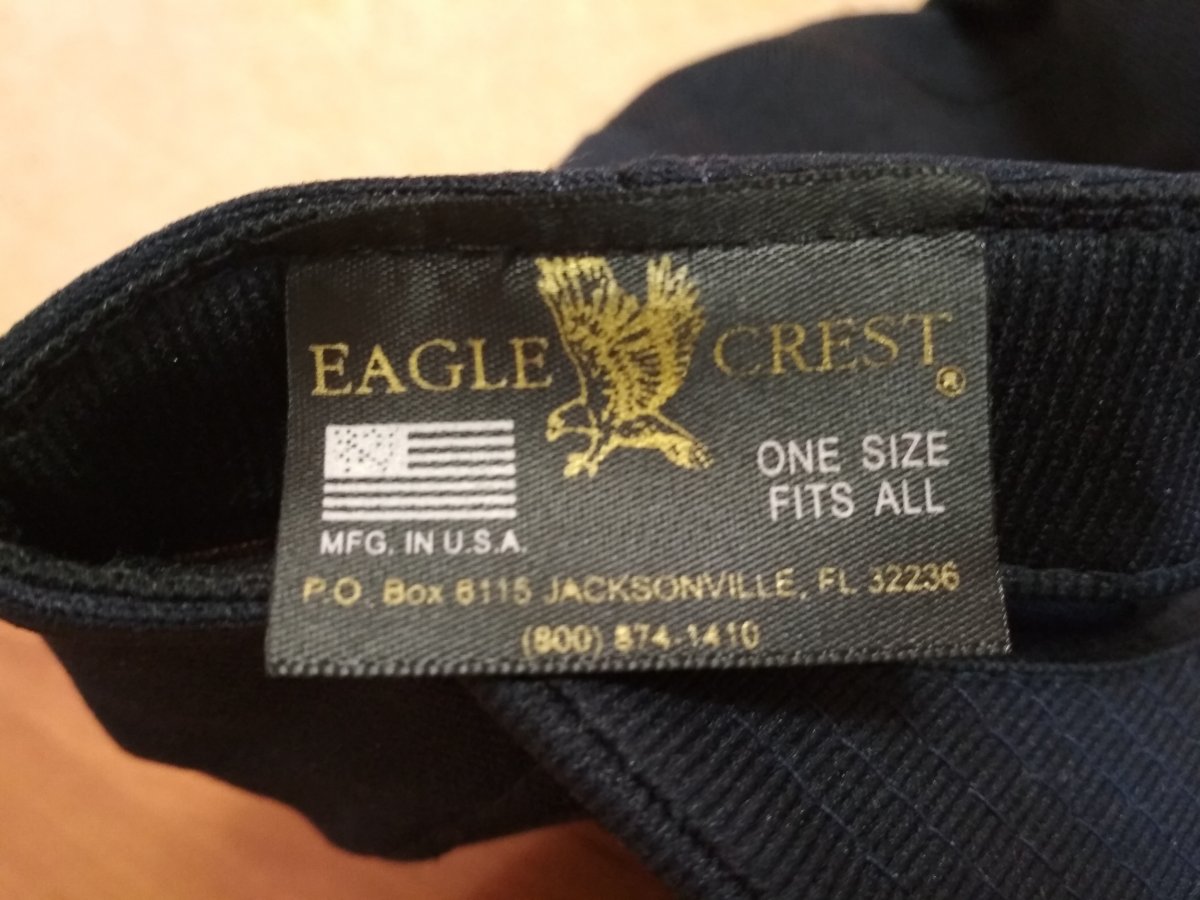 EAGLE CREST®
ONE SIZE
FITS ALL
MFG. IN U.S.A.
P.O. Box 6115 JACKSONVILLE, FL 32236
(800) 874-1410